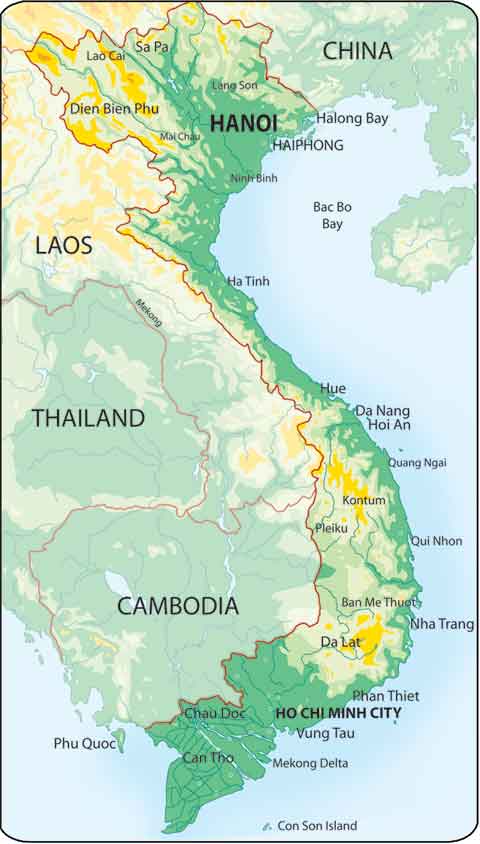 CHINA
Sa Pa
Lao Cai
Lang Son
Dien Bien Phu
HANOI
Halong Bay
Mai Chau
HAIPHONG
Ninh Binh
Bac Bo
Bay
LAOS
Ha Tinh
Mekong
Hue
THAILAND
Da Nang
Hoi An
Quang Ngai
Kontum
Pleiku
Qui Nhon
CAMBODIA
Ban Me Thuot
Nha Trang
Da Lat
Phan Thiet
Chau Doc
HO CHI MINH CITY
Vung Tau
Phu Quoc
Can Tho
Mekong Delta
Con Son Island